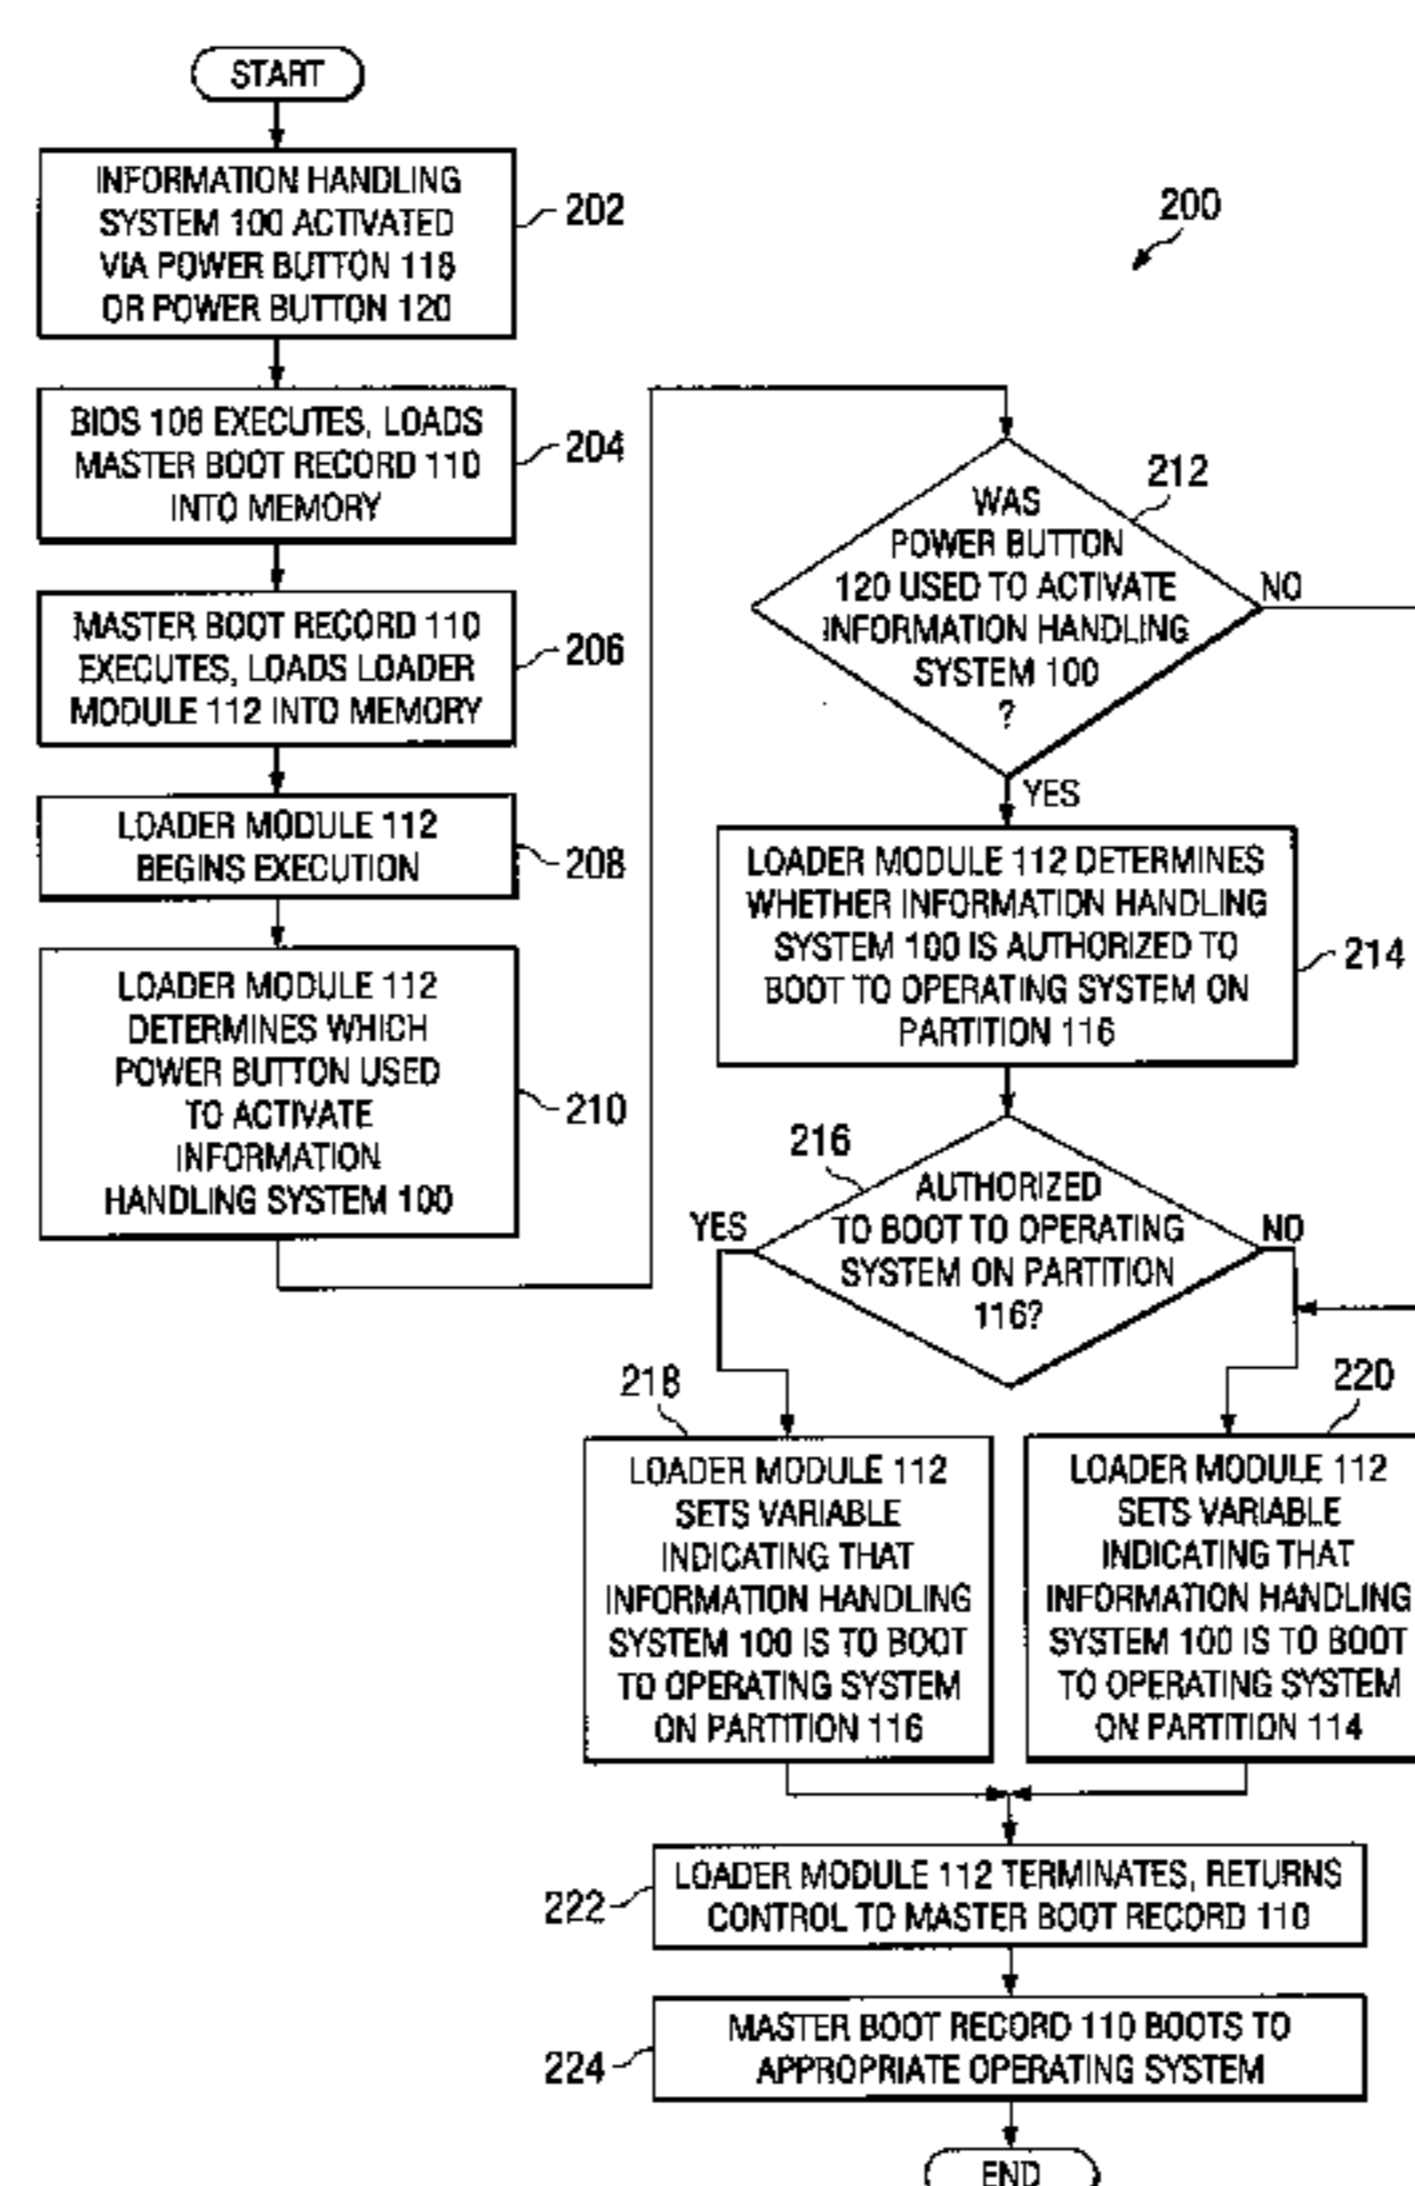 START
INFORMATION HANDLING
SYSTEM 100 ACTIVATED
VIA POWER BUTTON 118
OR POWER BUTTON 120
202
200
BIOS 106 EXECUTES, LOADS
MASTER BOOT RECORD 110
INTO MEMORY
204
MASTER BOOT RECORD 110
EXECUTES, LOADS LOADER
MODULE 112 INTO MEMORY
206
LOADER MODULE 112
BEGINS EXECUTION
208
LOADER MODULE 112
DETERMINES WHICH
POWER BUTTON USED
TO ACTIVATE
INFORMATION
HANDLING SYSTEM 100
210
212
WAS
POWER BUTTON
120 USED TO ACTIVATE
INFORMATION HANDLING
SYSTEM 100
?
NO
YES
LOADER MODULE 112 DETERMINES
WHETHER INFORMATION HANDLING
SYSTEM 100 IS AUTHORIZED TO
BOOT TO OPERATING SYSTEM ON
PARTITION 116
214
216
AUTHORIZED
TO BOOT TO OPERATING
SYSTEM ON PARTITION
116?
YES
NO
218
LOADER MODULE 112
SETS VARIABLE
INDICATING THAT
INFORMATION HANDLING
SYSTEM 100 IS TO BOOT
TO OPERATING SYSTEM
ON PARTITION 116
220
LOADER MODULE 112
SETS VARIABLE
INDICATING THAT
INFORMATION HANDLING
SYSTEM 100 IS TO BOOT
TO OPERATING SYSTEM
ON PARTITION 114
222
LOADER MODULE 112 TERMINATES, RETURNS
CONTROL TO MASTER BOOT RECORD 110
224
MASTER BOOT RECORD 110 BOOTS TO
APPROPRIATE OPERATING SYSTEM
END